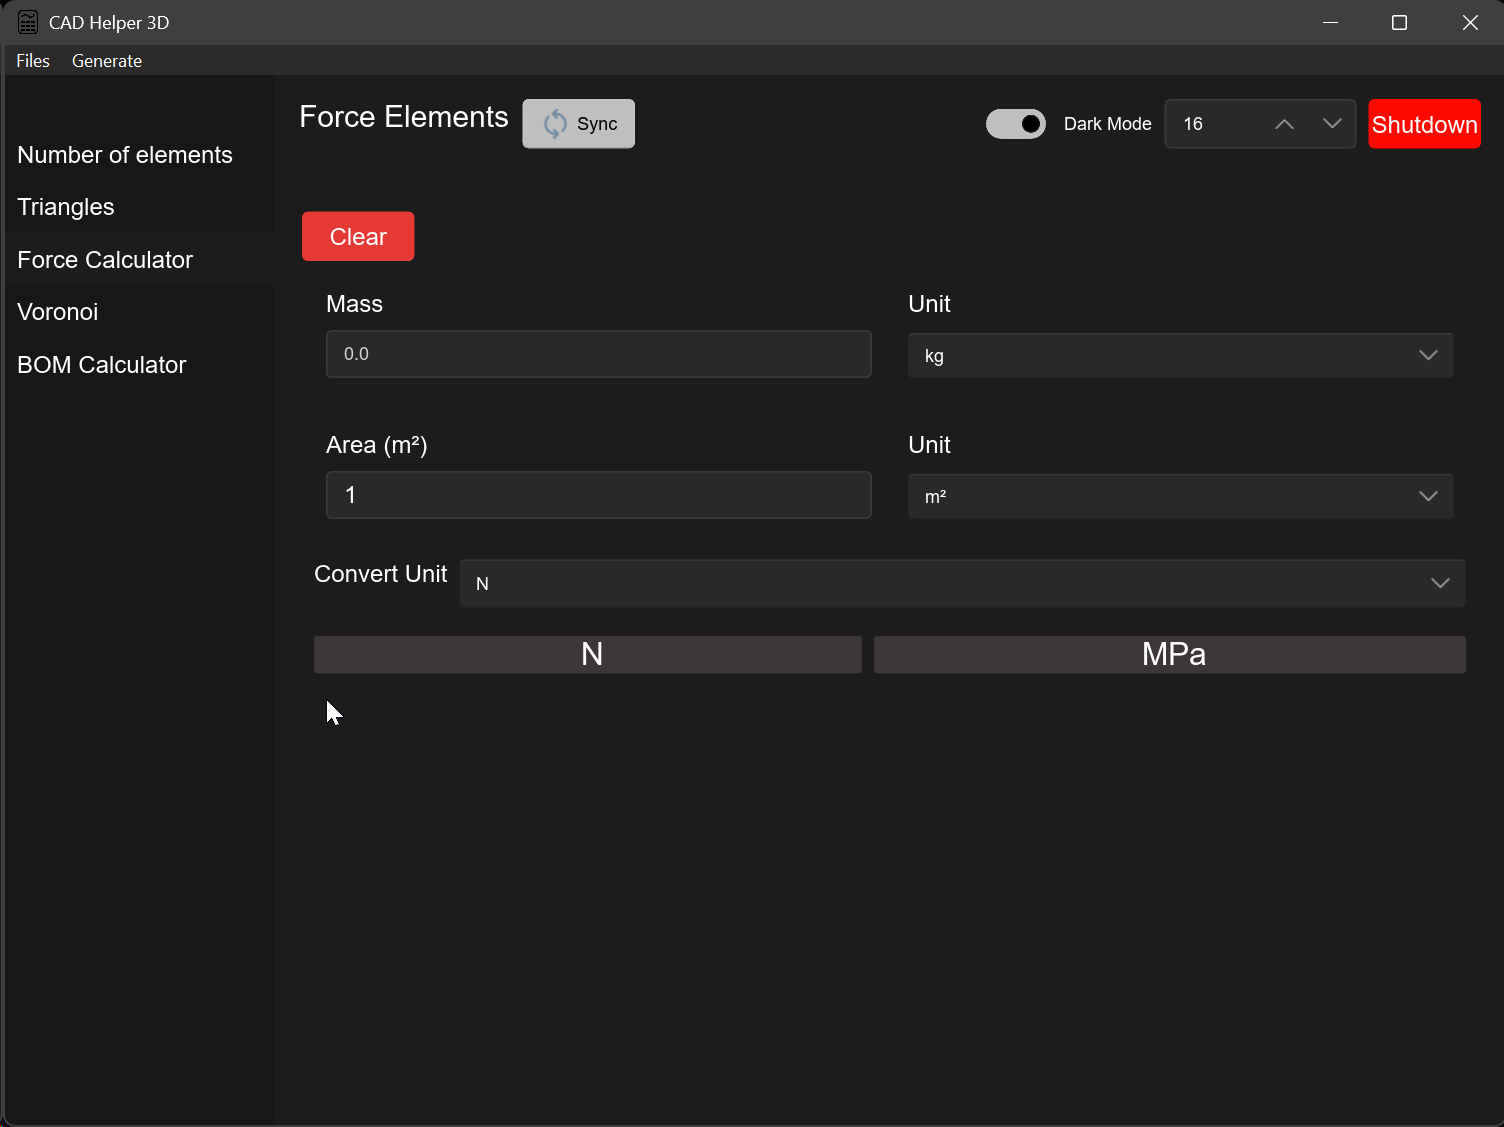 CAD Helper 3D
Files Generate
Number of elements
Triangles
Force Calculator
Voronoi
BOM Calculator
Force Elements Sync Dark Mode 16 Shutdown
Clear
Mass Unit
0.0 kg
Area (m²) Unit
1 m²
Convert Unit N
N MPa